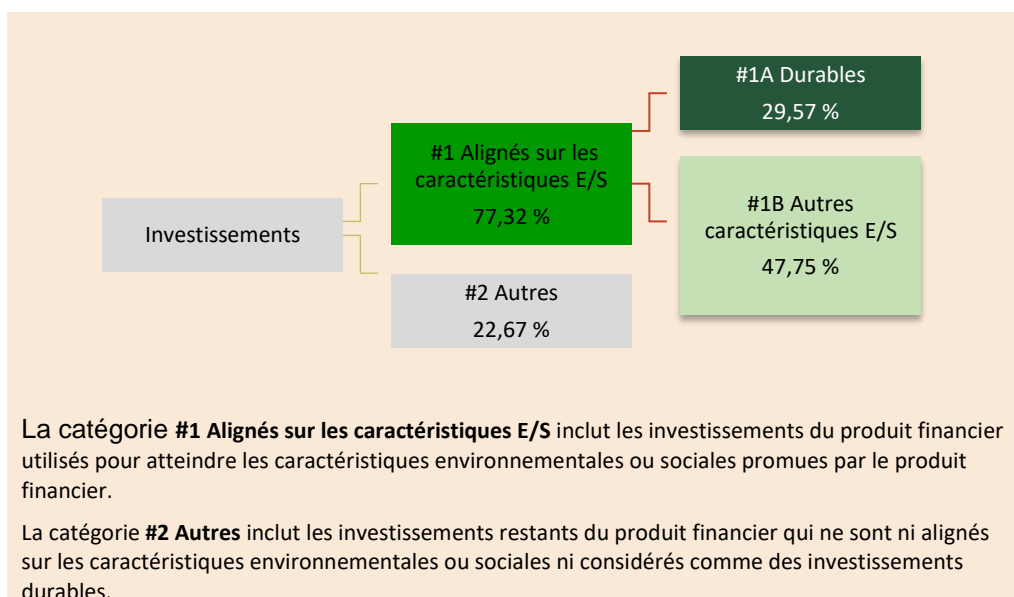 #1A Durables
29,57 %
#1 Alignés sur les
caractéristiques E/S
77,32 %
#1B Autres
caractéristiques E/S
47,75 %
Investissements
#2 Autres
22,67 %
La catégorie #1 Alignés sur les caractéristiques E/S inclut les investissements du produit financier
utilisés pour atteindre les caractéristiques environnementales ou sociales promues par le produit
financier.
La catégorie #2 Autres inclut les investissements restants du produit financier qui ne sont ni alignés
sur les caractéristiques environnementales ou sociales ni considérés comme des investissements
durables.